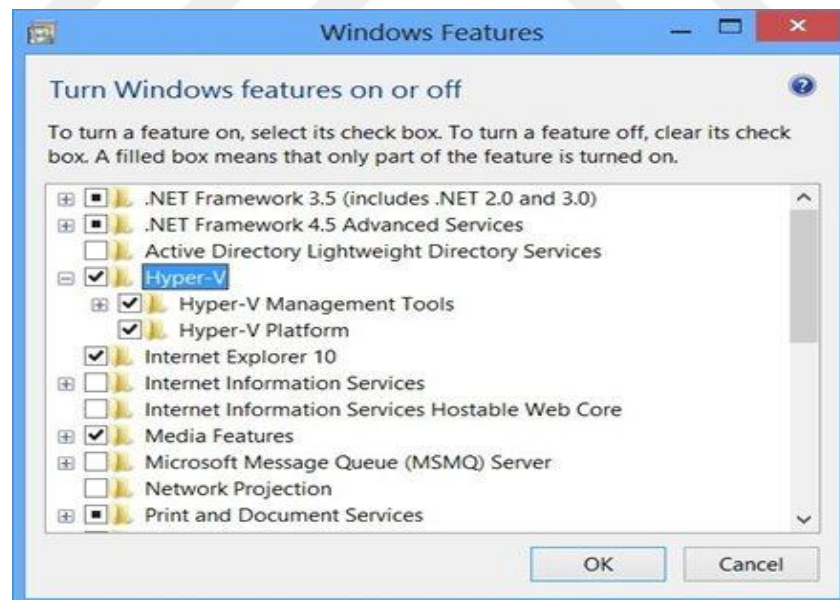 Windows Features
Turn Windows features on or off
To turn a feature on, select its check box. To turn a feature off, clear its check
box. A filled box means that only part of the feature is turned on.
.NET Framework 3.5 (includes .NET 2.0 and 3.0)
.NET Framework 4.5 Advanced Services
Active Directory Lightweight Directory Services
Hyper-V
Hyper-V Management Tools
Hyper-V Platform
Internet Explorer 10
Internet Information Services
Internet Information Services Hostable Web Core
Media Features
Microsoft Message Queue (MSMQ) Server
Network Projection
Print and Document Services
OK Cancel